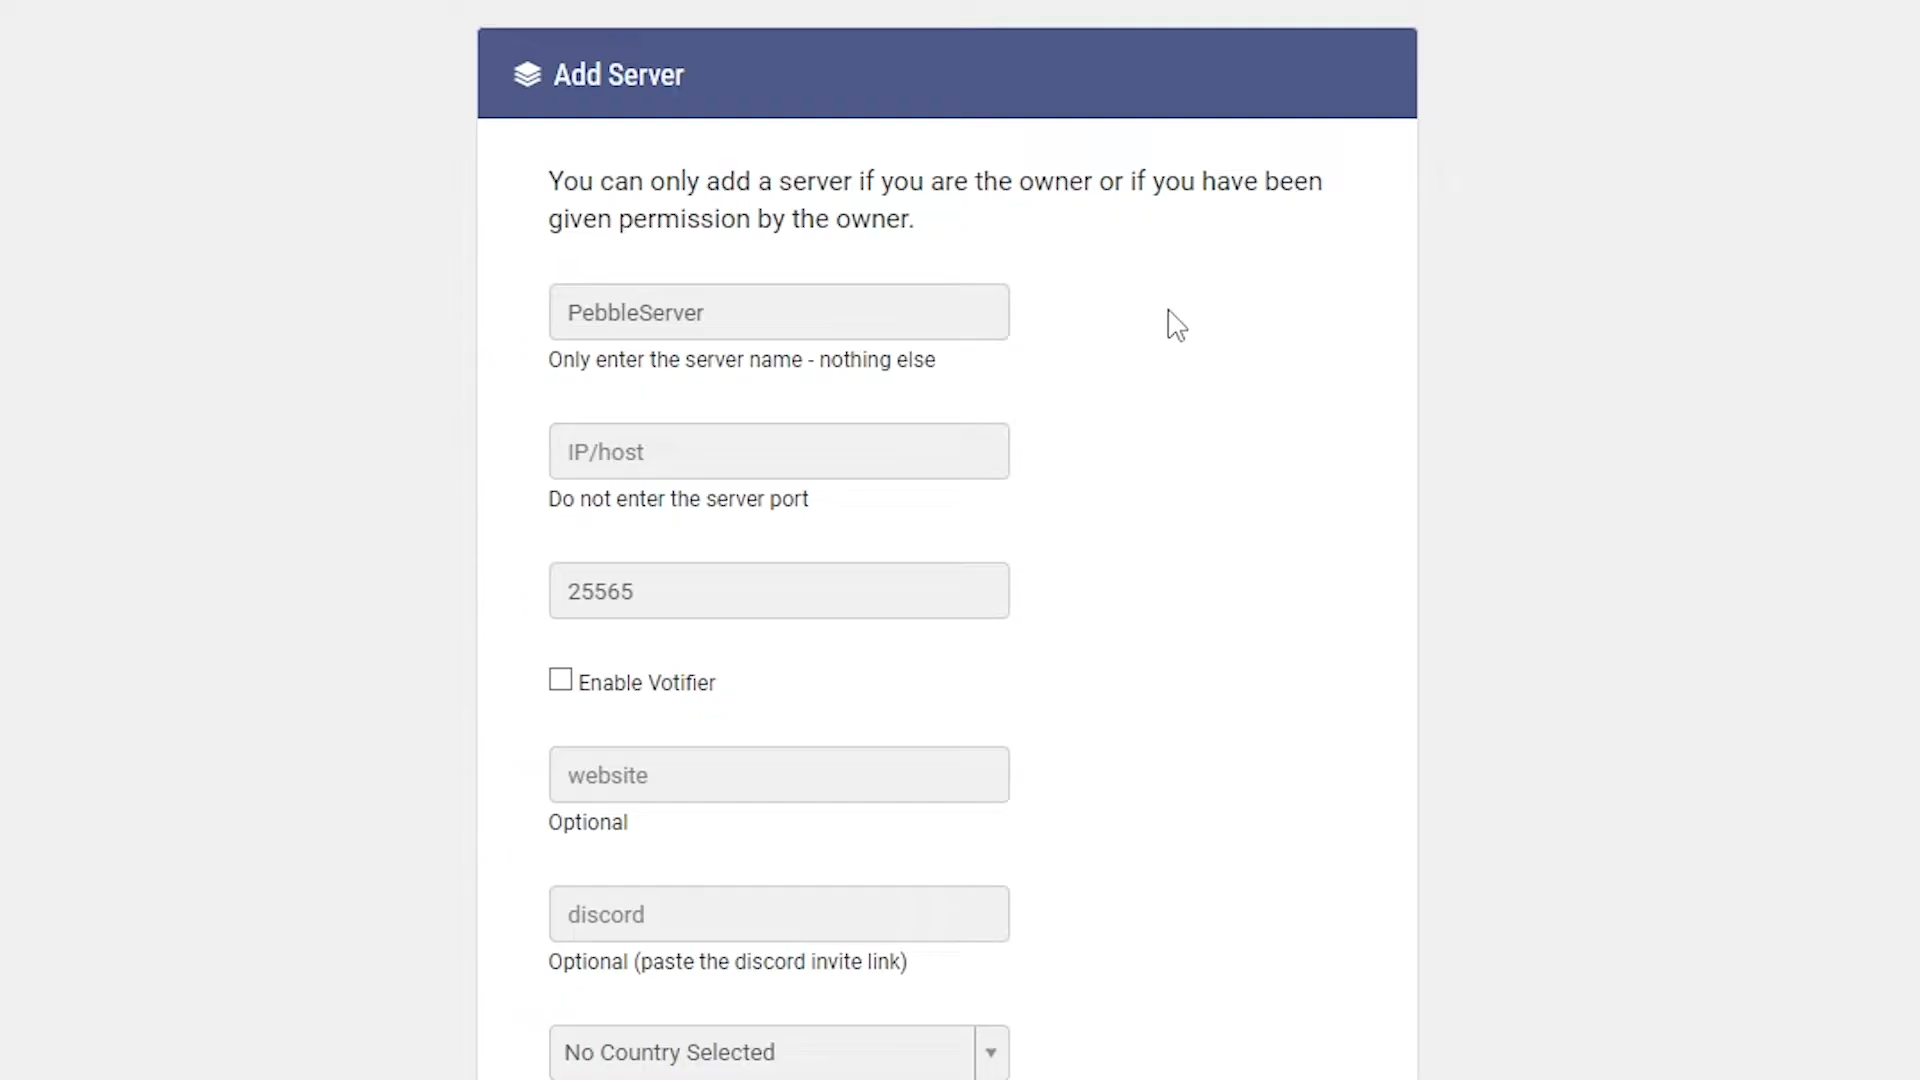 Add Server
You can only add a server if you are the owner or if you have been
given permission by the owner.
PebbleServer
Only enter the server name - nothing else
IP/host
Do not enter the server port
25565
Enable Votifier
website
Optional
discord
Optional (paste the discord invite link)
No Country Selected